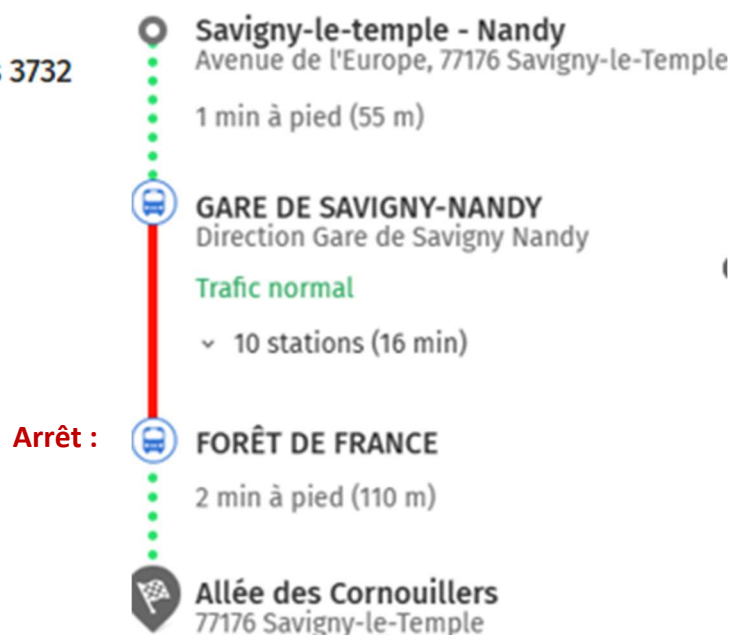 Savigny-le-temple - Nandy
Avenue de l'Europe, 77176 Savigny-le-Temple
3732
1 min à pied (55 m)
GARE DE SAVIGNY-NANDY
Direction Gare de Savigny Nandy
Trafic normal
10 stations (16 min)
Arrêt : FORÊT DE FRANCE
2 min à pied (110 m)
Allée des Cornouillers
77176 Savigny-le-Temple